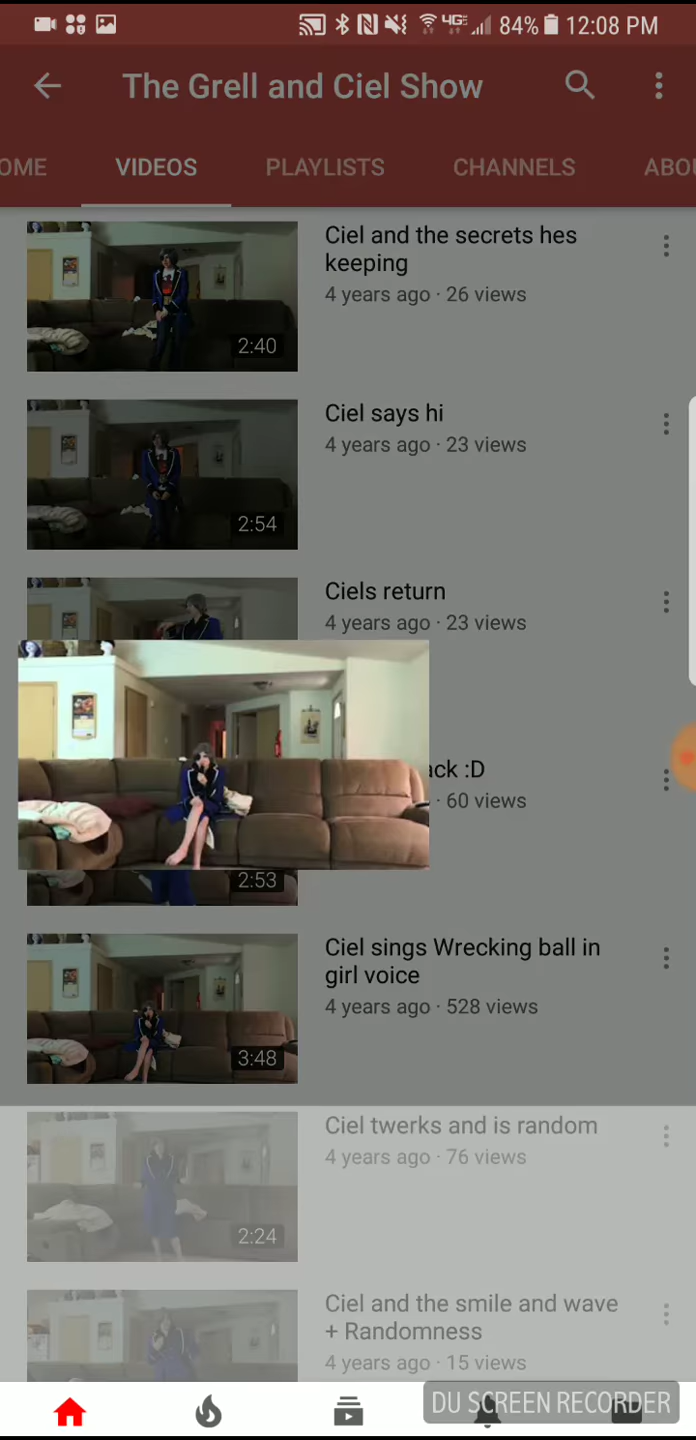 84% 12:08 PM
The Grell and Ciel Show
OME VIDEOS PLAYLISTS CHANNELS ABOU
Ciel and the secrets hes
keeping
4 years ago · 26 views
2:40
Ciel says hi
4 years ago · 23 views
2:54
Ciels return
4 years ago · 23 views
ack :D
· 60 views
2:53
Ciel sings Wrecking ball in
girl voice
4 years ago · 528 views
3:48
Ciel twerks and is random
4 years ago · 76 views
2:24
Ciel and the smile and wave
+ Randomness
4 years ago · 15 views
DU SCREEN RECORDER